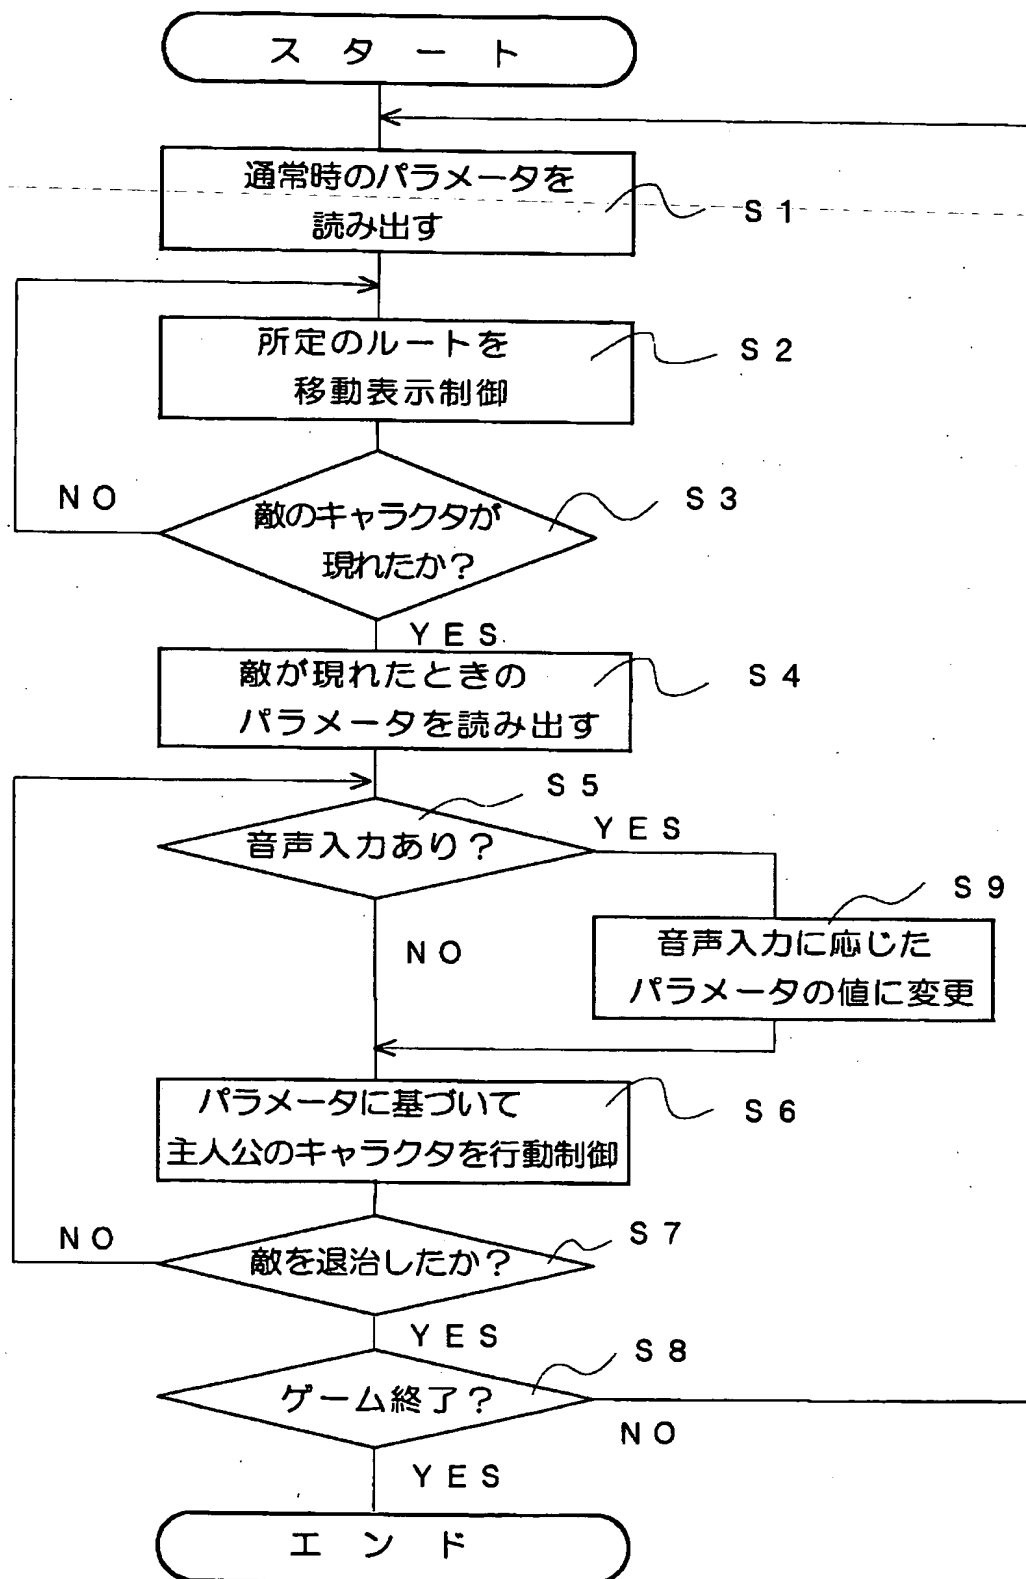 スタート
通常時のパラメータを
読み出す
S1
所定のルートを
移動表示制御
S2
敵のキャラクタが
現れたか？
S3
NO
YES
敵が現れたときの
パラメータを読み出す
S4
音声入力あり？
S5
YES
NO
音声入力に応じた
パラメータの値に変更
S9
パラメータに基づいて
主人公のキャラクタを行動制御
S6
敵を退治したか？
S7
NO
YES
ゲーム終了？
S8
NO
YES
エンド